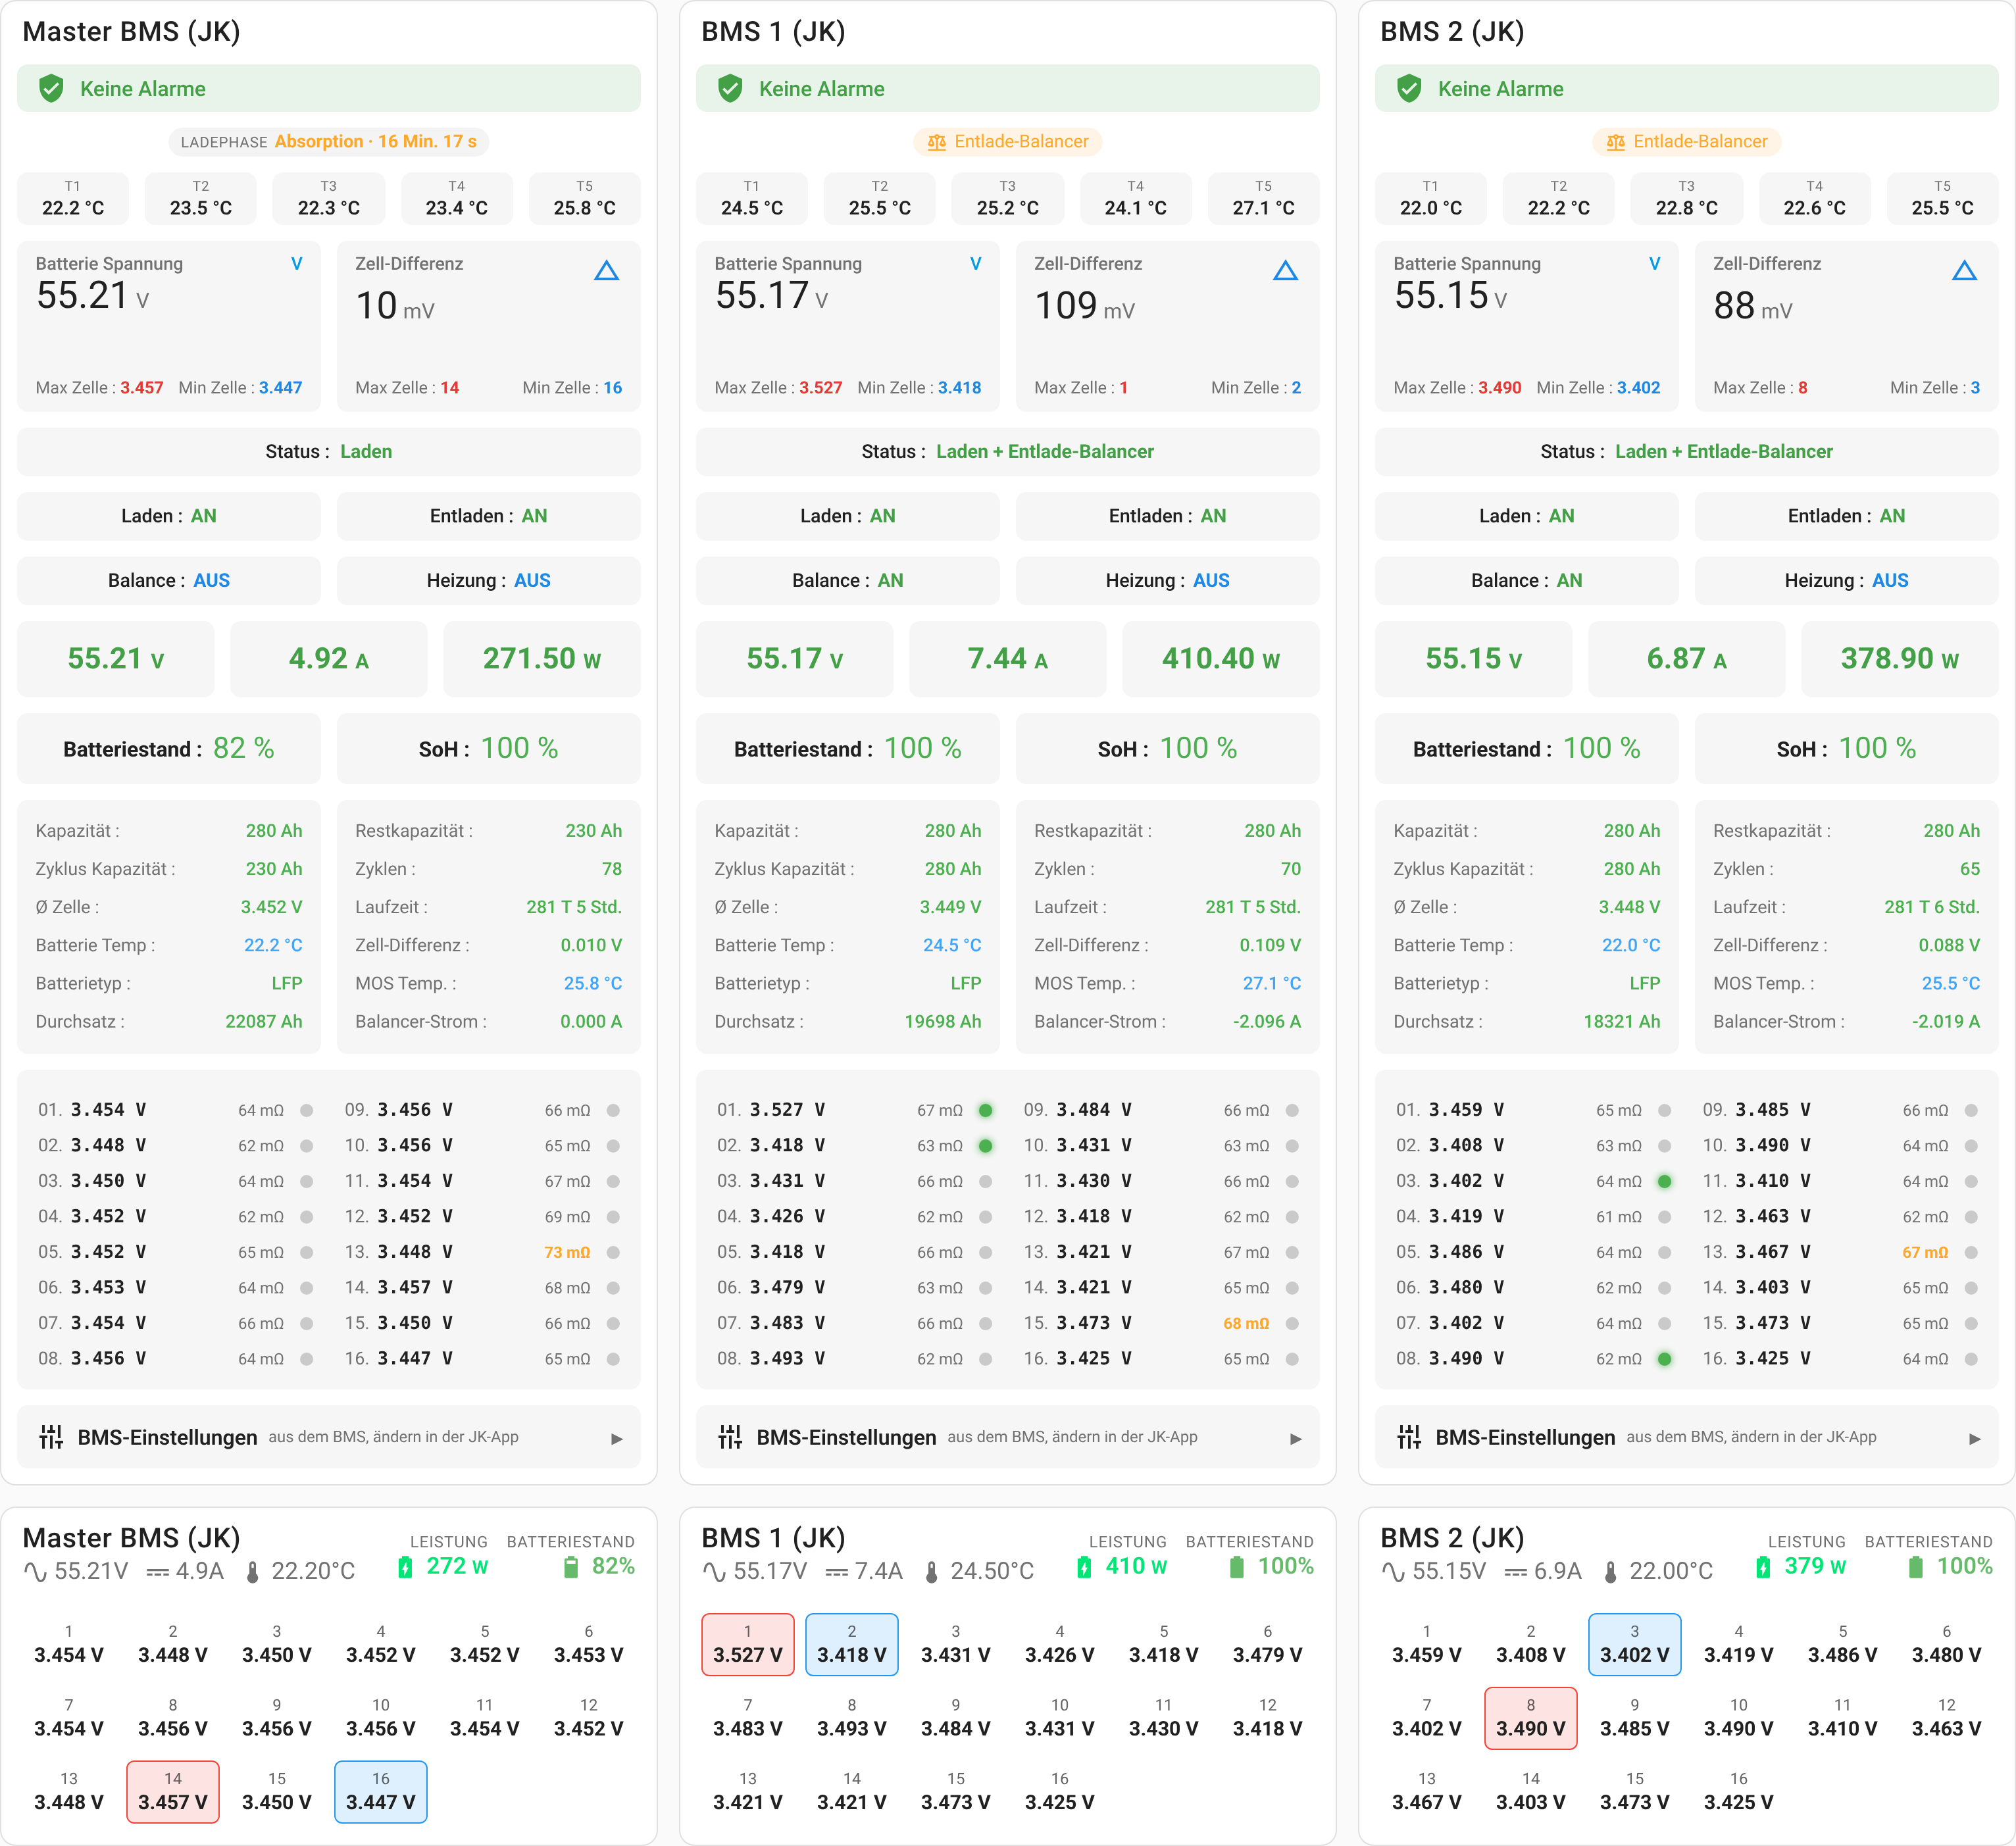 Master BMS (JK)
Keine Alarme
LADEPHASE Absorption · 16 Min. 17 s
T1 T2 T3 T4 T5
22.2 °C 23.5 °C 22.3 °C 23.4 °C 25.8 °C
Batterie Spannung V
55.21 V
Max Zelle : 3.457 Min Zelle : 3.447
Zell-Differenz
10 mV
Max Zelle : 14 Min Zelle : 16
Status : Laden
Laden : AN Entladen : AN
Balance : AUS Heizung : AUS
55.21 V 4.92 A 271.50 W
Batteriestand : 82 % SoH : 100 %
Kapazität : 280 Ah
Zyklus Kapazität : 230 Ah
Ø Zelle : 3.452 V
Batterie Temp : 22.2 °C
Batterietyp : LFP
Durchsatz : 22087 Ah
Restkapazität : 230 Ah
Zyklen : 78
Laufzeit : 281 T 5 Std.
Zell-Differenz : 0.010 V
MOS Temp. : 25.8 °C
Balancer-Strom : 0.000 A
01. 3.454 V 64 mΩ 09. 3.456 V 66 mΩ
02. 3.448 V 62 mΩ 10. 3.456 V 65 mΩ
03. 3.450 V 64 mΩ 11. 3.454 V 67 mΩ
04. 3.452 V 62 mΩ 12. 3.452 V 69 mΩ
05. 3.452 V 65 mΩ 13. 3.448 V 73 mΩ
06. 3.453 V 64 mΩ 14. 3.457 V 68 mΩ
07. 3.454 V 66 mΩ 15. 3.450 V 66 mΩ
08. 3.456 V 64 mΩ 16. 3.447 V 65 mΩ
BMS-Einstellungen aus dem BMS, ändern in der JK-App
BMS 1 (JK)
Keine Alarme
Entlade-Balancer
T1 T2 T3 T4 T5
24.5 °C 25.5 °C 25.2 °C 24.1 °C 27.1 °C
Batterie Spannung V
55.17 V
Max Zelle : 3.527 Min Zelle : 3.418
Zell-Differenz
109 mV
Max Zelle : 1 Min Zelle : 2
Status : Laden + Entlade-Balancer
Laden : AN Entladen : AN
Balance : AN Heizung : AUS
55.17 V 7.44 A 410.40 W
Batteriestand : 100 % SoH : 100 %
Kapazität : 280 Ah
Zyklus Kapazität : 280 Ah
Ø Zelle : 3.449 V
Batterie Temp : 24.5 °C
Batterietyp : LFP
Durchsatz : 19698 Ah
Restkapazität : 280 Ah
Zyklen : 70
Laufzeit : 281 T 5 Std.
Zell-Differenz : 0.109 V
MOS Temp. : 27.1 °C
Balancer-Strom : -2.096 A
01. 3.527 V 67 mΩ 09. 3.484 V 66 mΩ
02. 3.418 V 63 mΩ 10. 3.431 V 63 mΩ
03. 3.431 V 66 mΩ 11. 3.430 V 66 mΩ
04. 3.426 V 62 mΩ 12. 3.418 V 62 mΩ
05. 3.418 V 66 mΩ 13. 3.421 V 67 mΩ
06. 3.479 V 63 mΩ 14. 3.421 V 65 mΩ
07. 3.483 V 66 mΩ 15. 3.473 V 68 mΩ
08. 3.493 V 62 mΩ 16. 3.425 V 65 mΩ
BMS-Einstellungen aus dem BMS, ändern in der JK-App
BMS 2 (JK)
Keine Alarme
Entlade-Balancer
T1 T2 T3 T4 T5
22.0 °C 22.2 °C 22.8 °C 22.6 °C 25.5 °C
Batterie Spannung V
55.15 V
Max Zelle : 3.490 Min Zelle : 3.402
Zell-Differenz
88 mV
Max Zelle : 8 Min Zelle : 3
Status : Laden + Entlade-Balancer
Laden : AN Entladen : AN
Balance : AN Heizung : AUS
55.15 V 6.87 A 378.90 W
Batteriestand : 100 % SoH : 100 %
Kapazität : 280 Ah
Zyklus Kapazität : 280 Ah
Ø Zelle : 3.448 V
Batterie Temp : 22.0 °C
Batterietyp : LFP
Durchsatz : 18321 Ah
Restkapazität : 280 Ah
Zyklen : 65
Laufzeit : 281 T 6 Std.
Zell-Differenz : 0.088 V
MOS Temp. : 25.5 °C
Balancer-Strom : -2.019 A
01. 3.459 V 65 mΩ 09. 3.485 V 66 mΩ
02. 3.408 V 63 mΩ 10. 3.490 V 64 mΩ
03. 3.402 V 64 mΩ 11. 3.410 V 64 mΩ
04. 3.419 V 61 mΩ 12. 3.463 V 62 mΩ
05. 3.486 V 64 mΩ 13. 3.467 V 67 mΩ
06. 3.480 V 62 mΩ 14. 3.403 V 65 mΩ
07. 3.402 V 64 mΩ 15. 3.473 V 65 mΩ
08. 3.490 V 62 mΩ 16. 3.425 V 64 mΩ
BMS-Einstellungen aus dem BMS, ändern in der JK-App
Master BMS (JK)
55.21V 4.9A 22.20°C
LEISTUNG BATTERIESTAND
272 W 82%
1 2 3 4 5 6
3.454 V 3.448 V 3.450 V 3.452 V 3.452 V 3.453 V
7 8 9 10 11 12
3.454 V 3.456 V 3.456 V 3.456 V 3.454 V 3.452 V
13 14 15 16
3.448 V 3.457 V 3.450 V 3.447 V
BMS 1 (JK)
55.17V 7.4A 24.50°C
LEISTUNG BATTERIESTAND
410 W 100%
1 2 3 4 5 6
3.527 V 3.418 V 3.431 V 3.426 V 3.418 V 3.479 V
7 8 9 10 11 12
3.483 V 3.493 V 3.484 V 3.431 V 3.430 V 3.418 V
13 14 15 16
3.421 V 3.421 V 3.473 V 3.425 V
BMS 2 (JK)
55.15V 6.9A 22.00°C
LEISTUNG BATTERIESTAND
379 W 100%
1 2 3 4 5 6
3.459 V 3.408 V 3.402 V 3.419 V 3.486 V 3.480 V
7 8 9 10 11 12
3.402 V 3.490 V 3.485 V 3.490 V 3.410 V 3.463 V
13 14 15 16
3.467 V 3.403 V 3.473 V 3.425 V